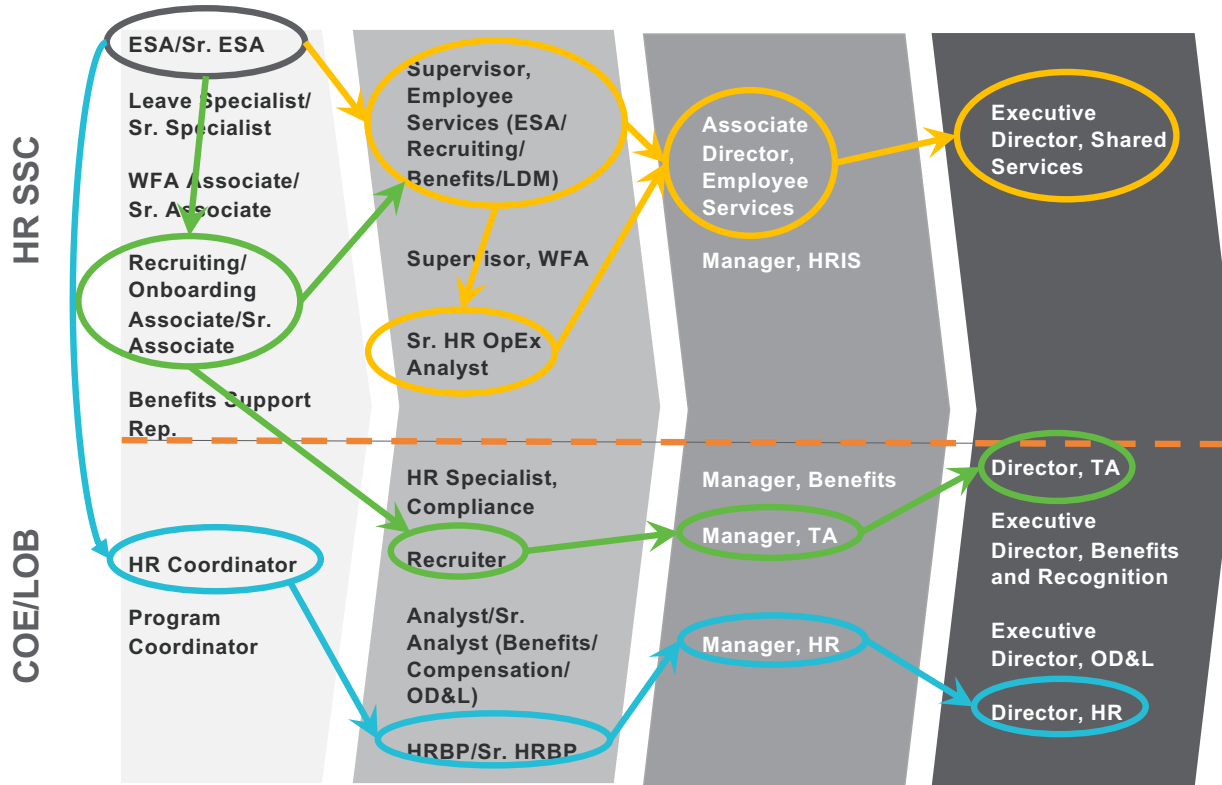 HR SSC
ESA/Sr. ESA
Leave Specialist/
Sr. Specialist
WFA Associate/
Sr. Associate
Recruiting/
Onboarding
Associate/Sr.
Associate
Benefits Support
Rep.
Supervisor,
Employee
Services (ESA/
Recruiting/
Benefits/LDM)
Supervisor, WFA
Sr. HR OpEx
Analyst
Associate
Director,
Employee
Services
Manager, HRIS
Executive
Director, Shared
Services
COE/LOB
HR Coordinator
Program
Coordinator
HR Specialist,
Compliance
Recruiter
Analyst/Sr.
Analyst (Benefits/
Compensation/
OD&L)
HRBP/Sr. HRBP
Manager, Benefits
Manager, TA
Manager, HR
Director, TA
Executive
Director, Benefits
and Recognition
Executive
Director, OD&L
Director, HR